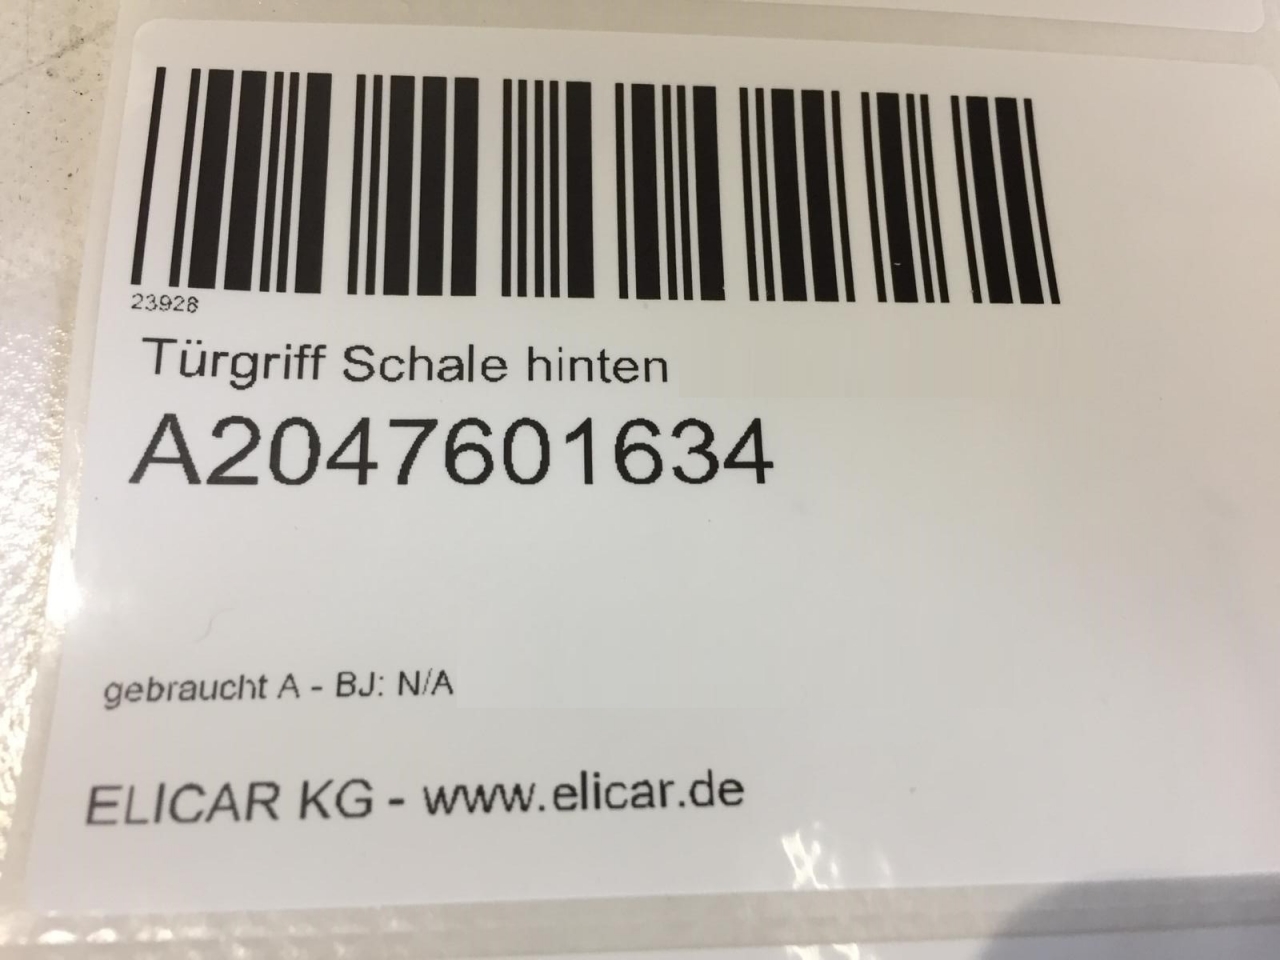 23928
Türgriff Schale hinten
A2047601634
gebraucht A - BJ: N/A
ELICAR KG - www.elicar.de